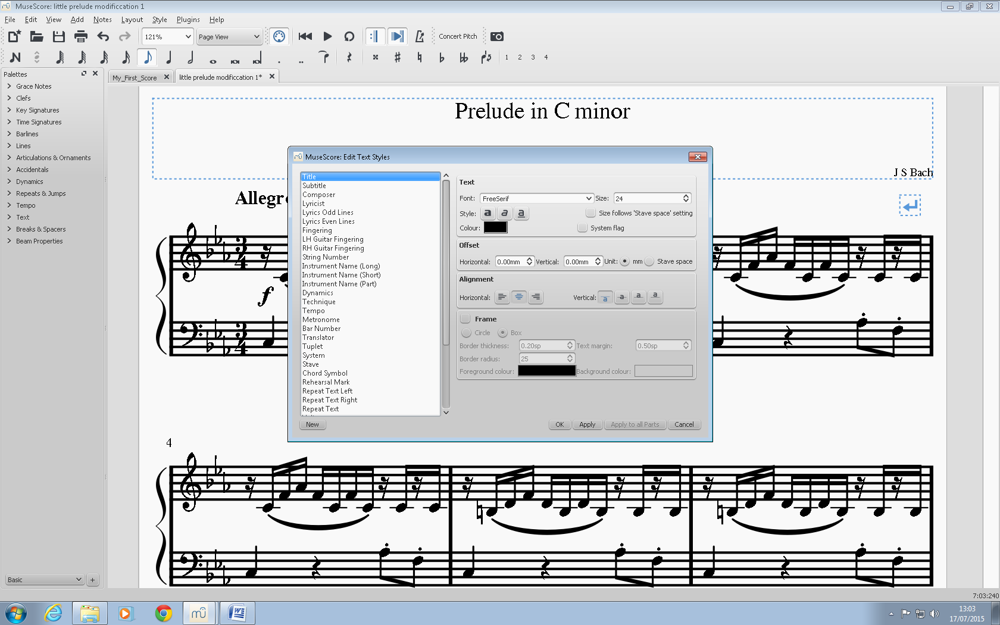 MuseScore: little prelude modificcation 1
File Edit View Add Notes Layout Style Plugins Help
121% Page View Concert Pitch
1 2 3 4
Palettes
My_First_Score little prelude modificcation 1*
Grace Notes
Clefs
Key Signatures
Time Signatures
Barlines
Lines
Articulations & Ornaments
Accidentals
Dynamics
Repeats & Jumps
Tempo
Text
Breaks & Spacers
Beam Properties
Basic
Prelude in C minor
J S Bach
Allegr
3
4
f
3
4
4
MuseScore: Edit Text Styles
Title
Subtitle
Composer
Lyricist
Lyrics Odd Lines
Lyrics Even Lines
Fingering
LH Guitar Fingering
RH Guitar Fingering
String Number
Instrument Name (Long)
Instrument Name (Short)
Instrument Name (Part)
Dynamics
Technique
Tempo
Metronome
Bar Number
Translator
Tuplet
System
Stave
Chord Symbol
Rehearsal Mark
Repeat Text Left
Repeat Text Right
Repeat Text
New
Text
Font: FreeSerif Size: 24
Style: a a a Size follows 'Stave space' setting
Colour: System flag
Offset
Horizontal: 0.00mm Vertical: 0.00mm Unit: mm Stave space
Alignment
Horizontal: Vertical: a a a a
Frame
Circle Box
Border thickness: 0.20sp Text margin: 0.50sp
Border radius: 25
Foreground colour: Background colour:
OK Apply Apply to all Parts Cancel
7:03:240
13:03
17/07/2015